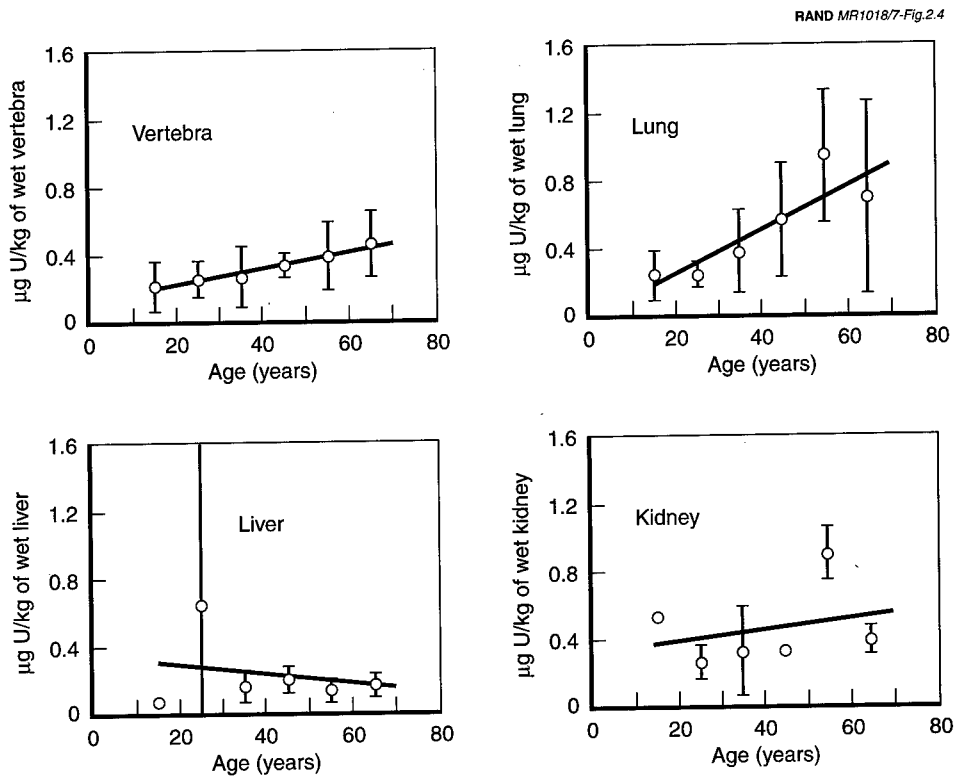 RAND MR1018/7-Fig.2.4
µg U/kg of wet vertebra
1.6
1.2
0.8
0.4
0
Vertebra
0 20 40 60 80
Age (years)
µg U/kg of wet lung
1.6
1.2
0.8
0.4
0
Lung
0 20 40 60 80
Age (years)
µg U/kg of wet liver
1.6
1.2
0.8
0.4
0
Liver
0 20 40 60 80
Age (years)
µg U/kg of wet kidney
1.6
1.2
0.8
0.4
0
Kidney
0 20 40 60 80
Age (years)